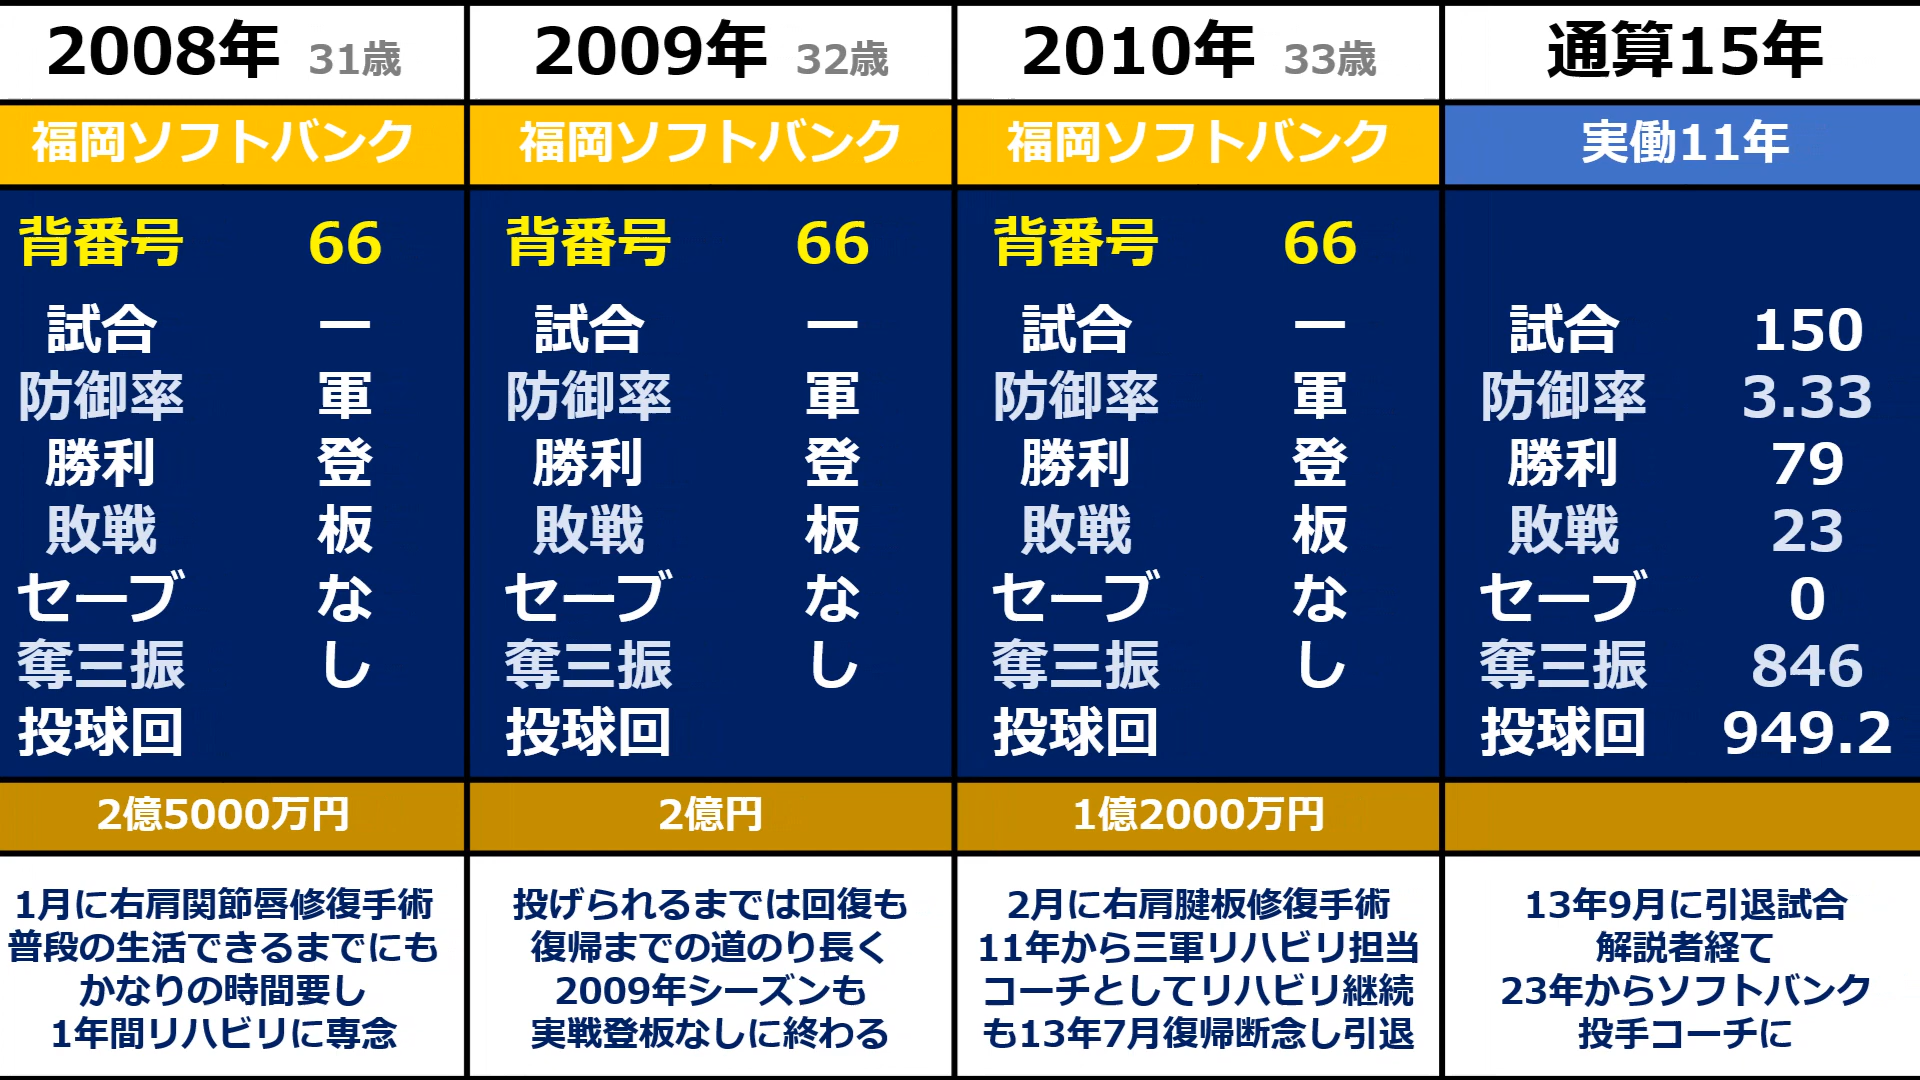 2008年 31歳
福岡ソフトバンク
背番号 66
試合 一
防御率 軍
勝利 登
敗戦 板
セーブ な
奪三振 し
投球回
2億5000万円
1月に右肩関節唇修復手術
普段の生活できるまでにも
かなりの時間要し
1年間リハビリに専念
2009年 32歳
福岡ソフトバンク
背番号 66
試合 一
防御率 軍
勝利 登
敗戦 板
セーブ な
奪三振 し
投球回
2億円
投げられるまでは回復も
復帰までの道のり長く
2009年シーズンも
実戦登板なしに終わる
2010年 33歳
福岡ソフトバンク
背番号 66
試合 一
防御率 軍
勝利 登
敗戦 板
セーブ な
奪三振 し
投球回
1億2000万円
2月に右肩腱板修復手術
11年から三軍リハビリ担当
コーチとしてリハビリ継続
も13年7月復帰断念し引退
通算15年
実働11年
試合 150
防御率 3.33
勝利 79
敗戦 23
セーブ 0
奪三振 846
投球回 949.2
13年9月に引退試合
解説者経て
23年からソフトバンク
投手コーチに